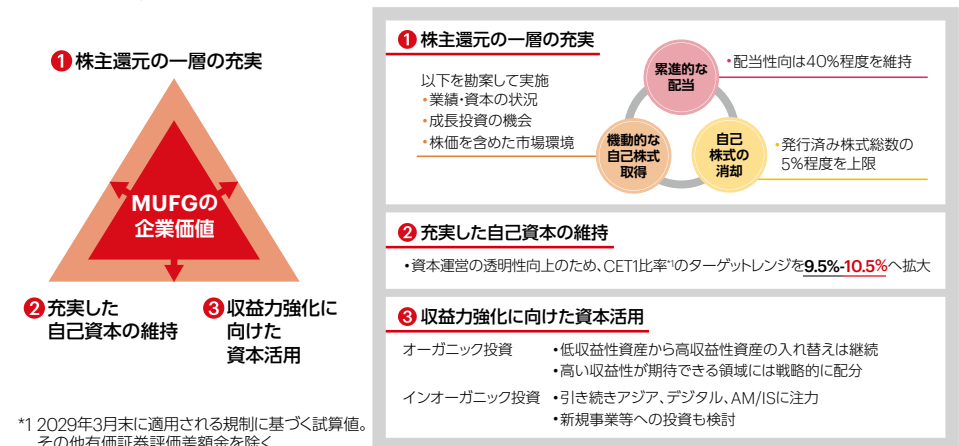 ❶株主還元の一層の充実
MUFGの
企業価値
❷充実した
自己資本の維持
❸収益力強化に
向けた
資本活用
*1 2029年3月末に適用される規制に基づく試算値。
その他有価証券評価差額金を除く
❶株主還元の一層の充実
以下を勘案して実施
・業績・資本の状況
・成長投資の機会
・株価を含めた市場環境
累進的な
配当
・配当性向は40%程度を維持
機動的な
自己株式
取得
自己
株式の
消却
・発行済み株式総数の
5%程度を上限
❷充実した自己資本の維持
・資本運営の透明性向上のため、CET1比率*1のターゲットレンジを9.5%-10.5%へ拡大
❸収益力強化に向けた資本活用
オーガニック投資 ・低収益性資産から高収益性資産の入れ替えは継続
・高い収益性が期待できる領域には戦略的に配分
インオーガニック投資 ・引き続きアジア、デジタル、AM/ISに注力
・新規事業等への投資も検討